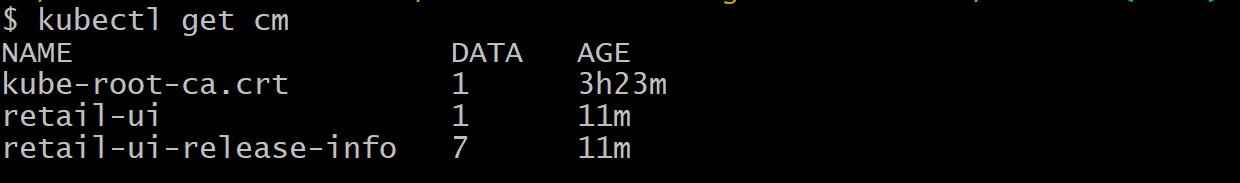 $ kubectl get cm
NAME DATA AGE
kube-root-ca.crt 1 3h23m
retail-ui 1 11m
retail-ui-release-info 7 11m